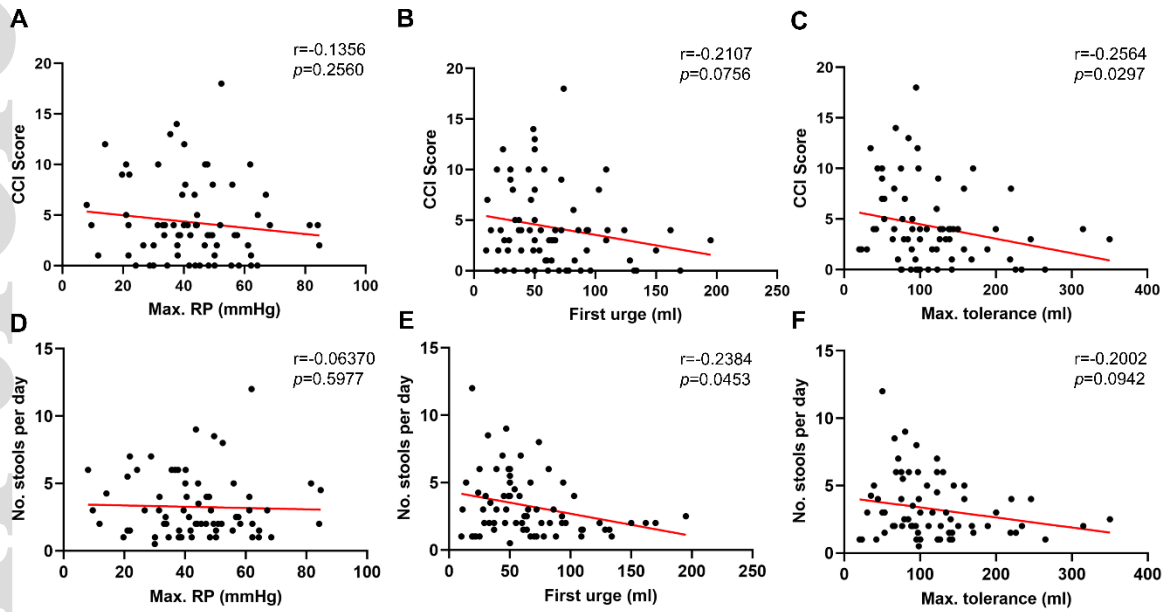 A
r=-0.1356
p=0.2560
CCI Score
20
15
10
5
0
0 20 40 60 80 100
Max. RP (mmHg)
B
r=-0.2107
p=0.0756
CCI Score
20
15
10
5
0
0 50 100 150 200 250
First urge (ml)
C
r=-0.2564
p=0.0297
CCI Score
20
15
10
5
0
0 100 200 300 400
Max. tolerance (ml)
D
r=-0.06370
p=0.5977
No. stools per day
15
10
5
0
0 20 40 60 80 100
Max. RP (mmHg)
E
r=-0.2384
p=0.0453
No. stools per day
15
10
5
0
0 50 100 150 200 250
First urge (ml)
F
r=-0.2002
p=0.0942
No. stools per day
15
10
5
0
0 100 200 300 400
Max. tolerance (ml)